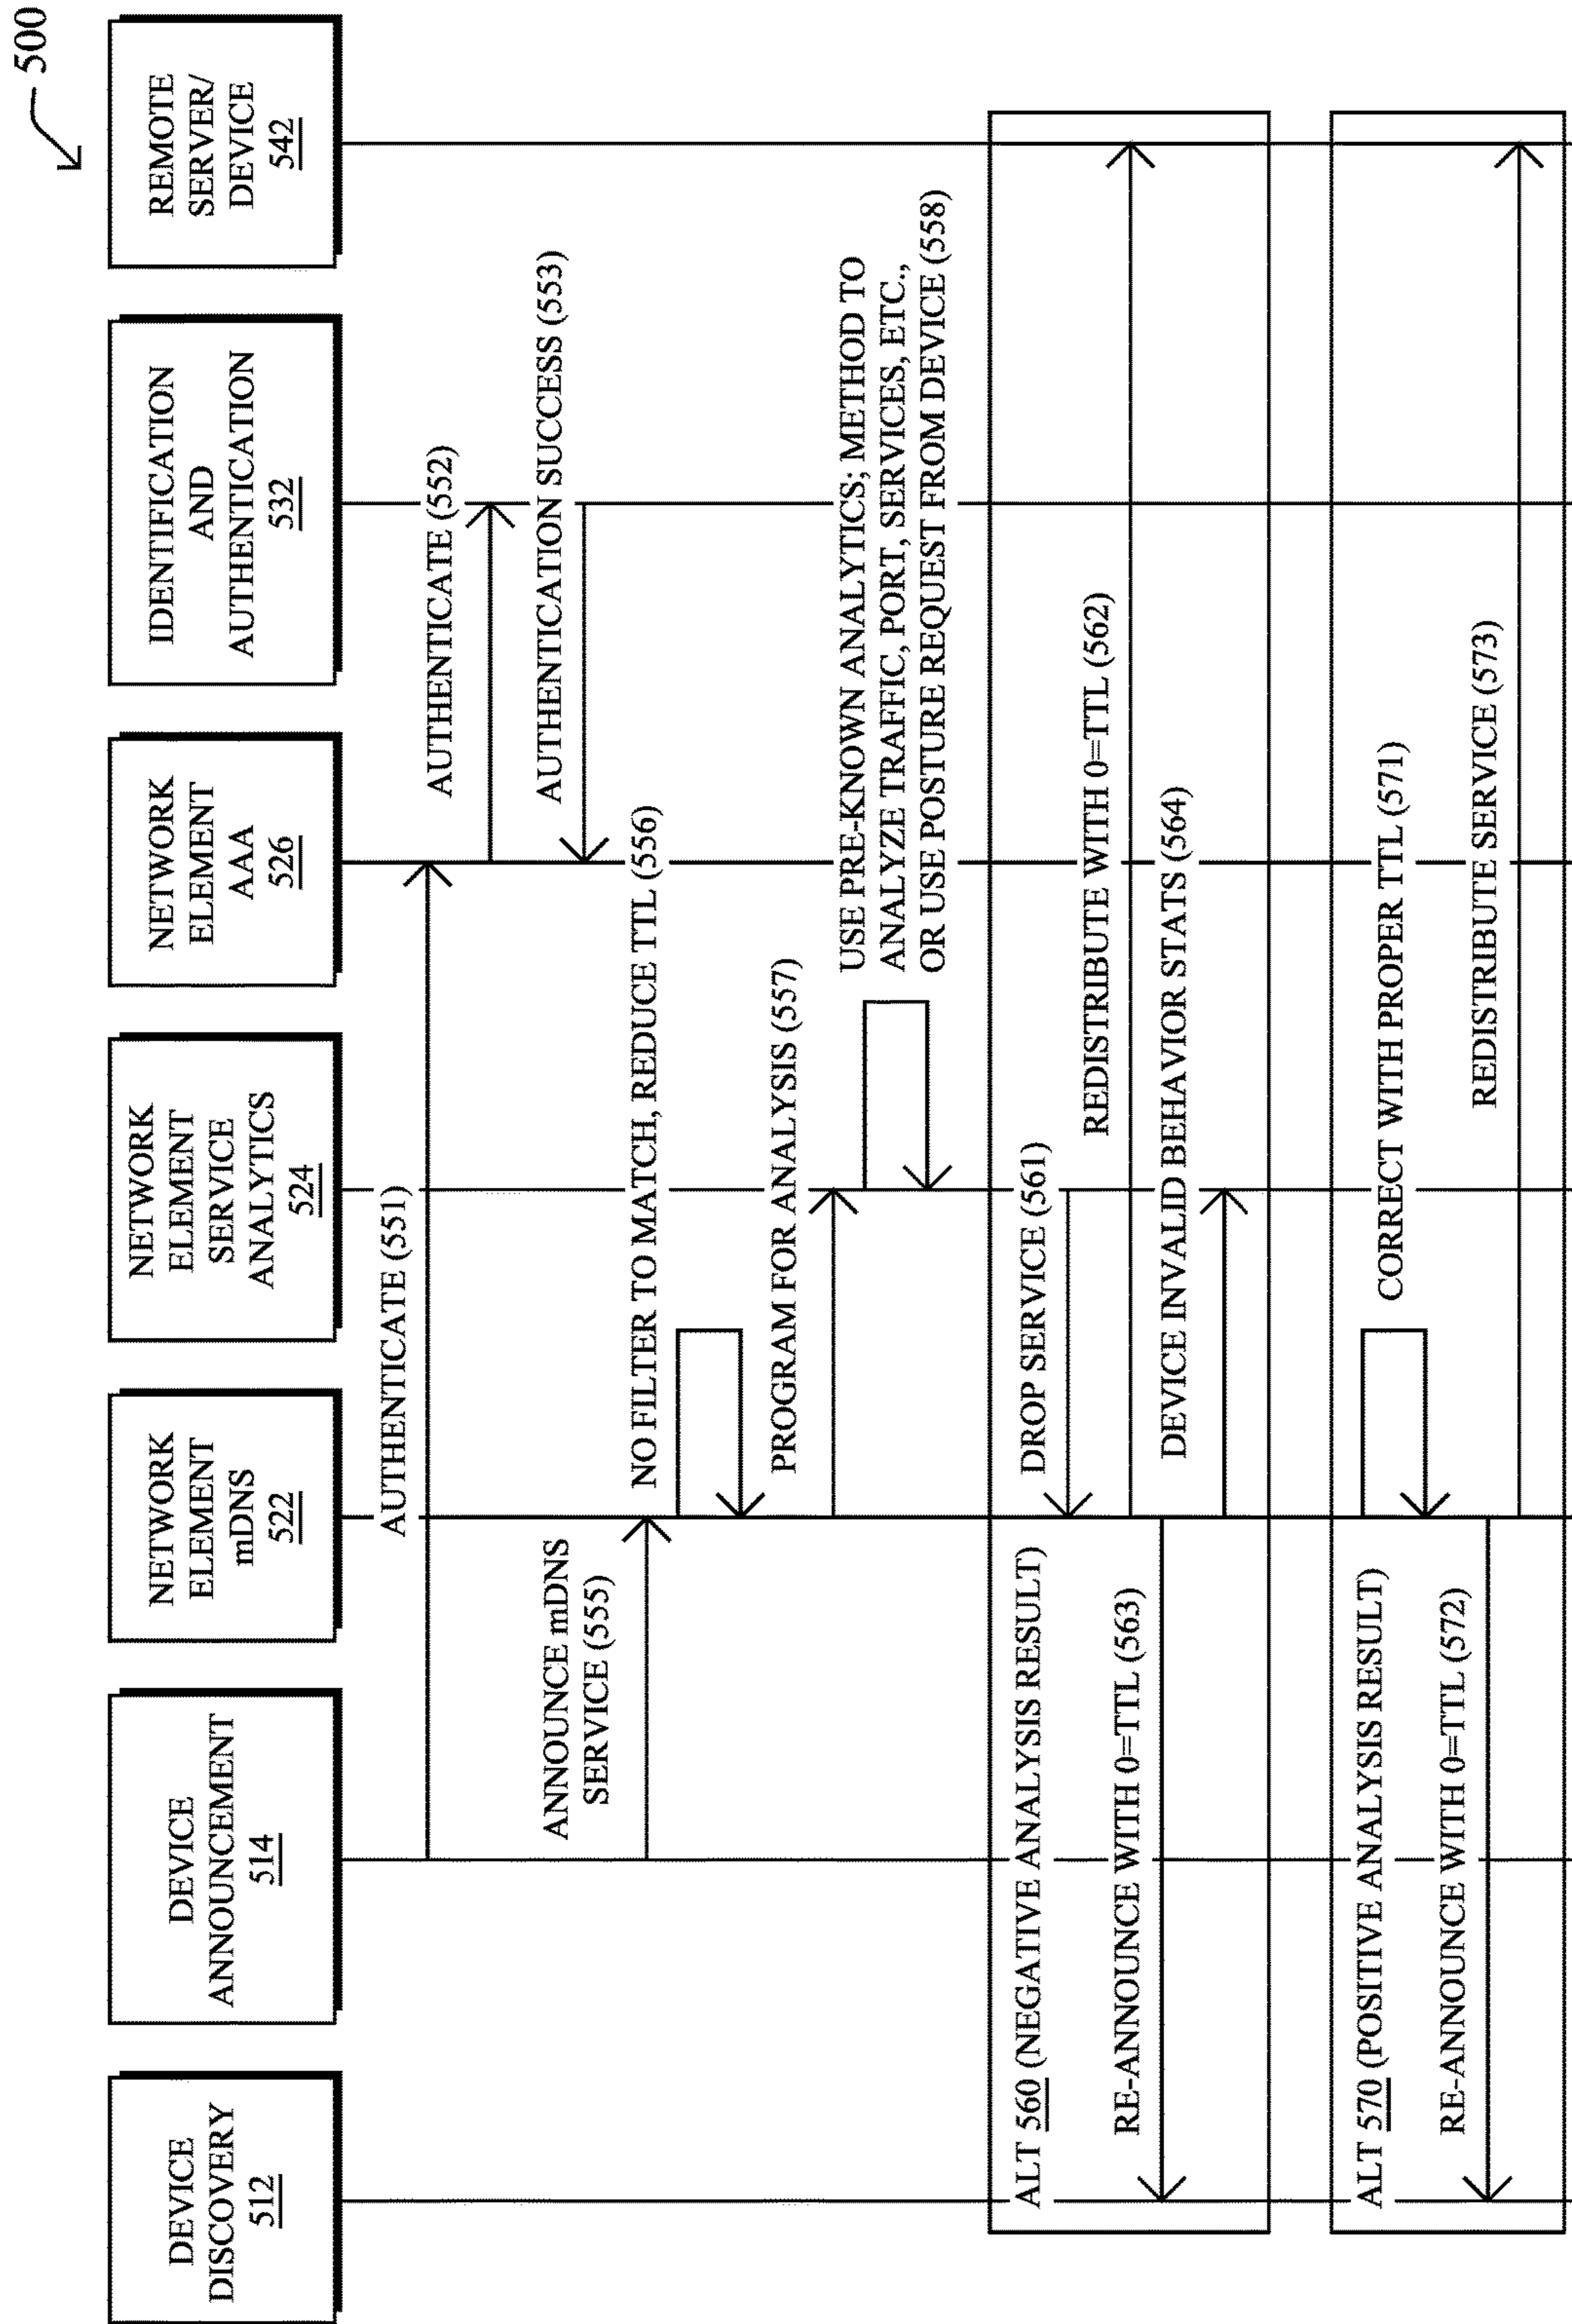 500
DEVICE
DISCOVERY
512
DEVICE
ANNOUNCEMENT
514
NETWORK
ELEMENT
mDNS
522
NETWORK
ELEMENT
SERVICE
ANALYTICS
524
NETWORK
ELEMENT
AAA
526
IDENTIFICATION
AND
AUTHENTICATION
532
REMOTE
SERVER/
DEVICE
542
AUTHENTICATE (551)
AUTHENTICATE (552)
AUTHENTICATION SUCCESS (553)
ANNOUNCE mDNS
SERVICE (555)
NO FILTER TO MATCH, REDUCE TTL (556)
PROGRAM FOR ANALYSIS (557)
USE PRE-KNOWN ANALYTICS; METHOD TO
ANALYZE TRAFFIC, PORT, SERVICES, ETC.,
OR USE POSTURE REQUEST FROM DEVICE (558)
ALT 560 (NEGATIVE ANALYSIS RESULT)
DROP SERVICE (561)
REDISTRIBUTE WITH 0=TTL (562)
RE-ANNOUNCE WITH 0=TTL (563)
DEVICE INVALID BEHAVIOR STATS (564)
ALT 570 (POSITIVE ANALYSIS RESULT)
CORRECT WITH PROPER TTL (571)
RE-ANNOUNCE WITH 0=TTL (572)
REDISTRIBUTE SERVICE (573)